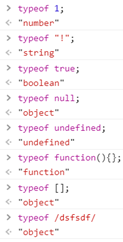 > typeof 1;
<· "number"
> typeof "!";
<· "string"
> typeof true;
<· "boolean"
> typeof null;
<· "object"
> typeof undefined;
<· "undefined"
> typeof function(){};
<· "function"
> typeof [];
<· "object"
> typeof /dsfsdf/
<· "object"